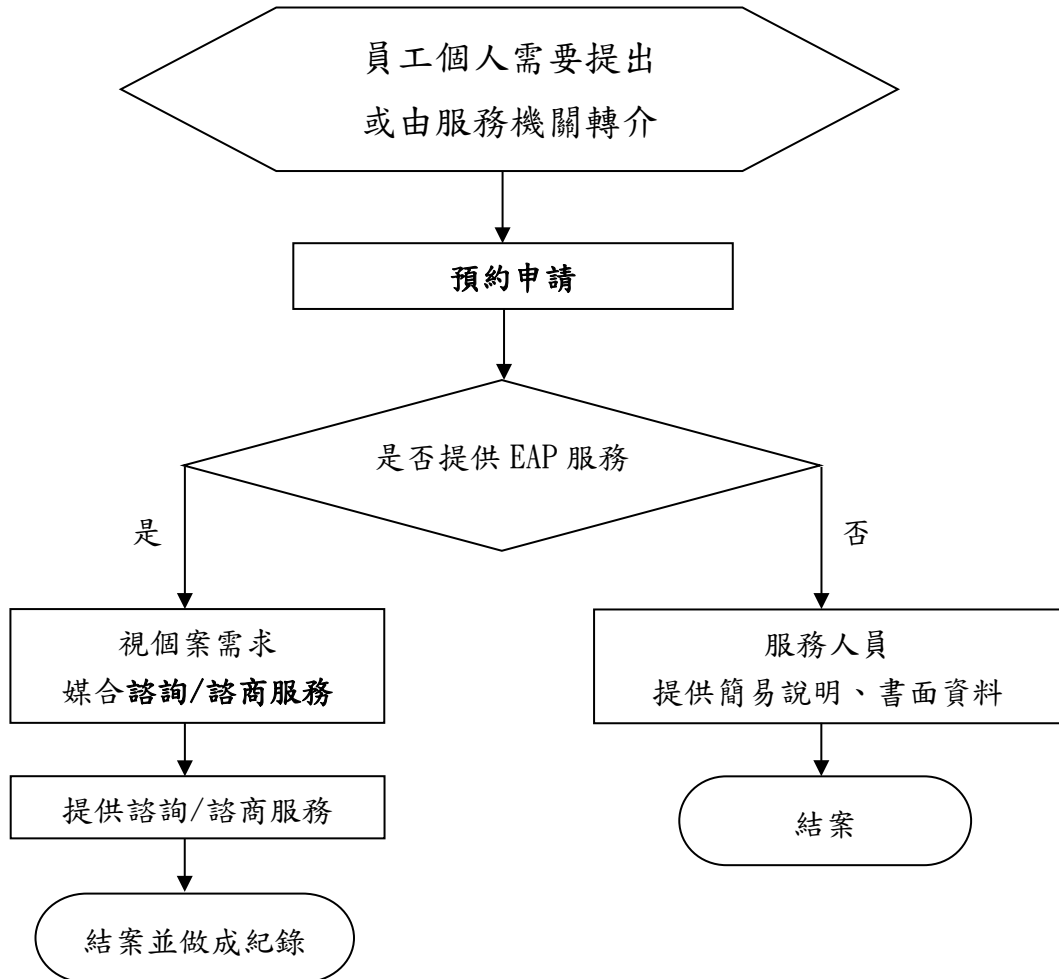 員工個人需要提出
或由服務機關轉介
預約申請
是否提供 EAP 服務
是
否
視個案需求
媒合諮詢/諮商服務
服務人員
提供簡易說明、書面資料
提供諮詢/諮商服務
結案
結案並做成紀錄